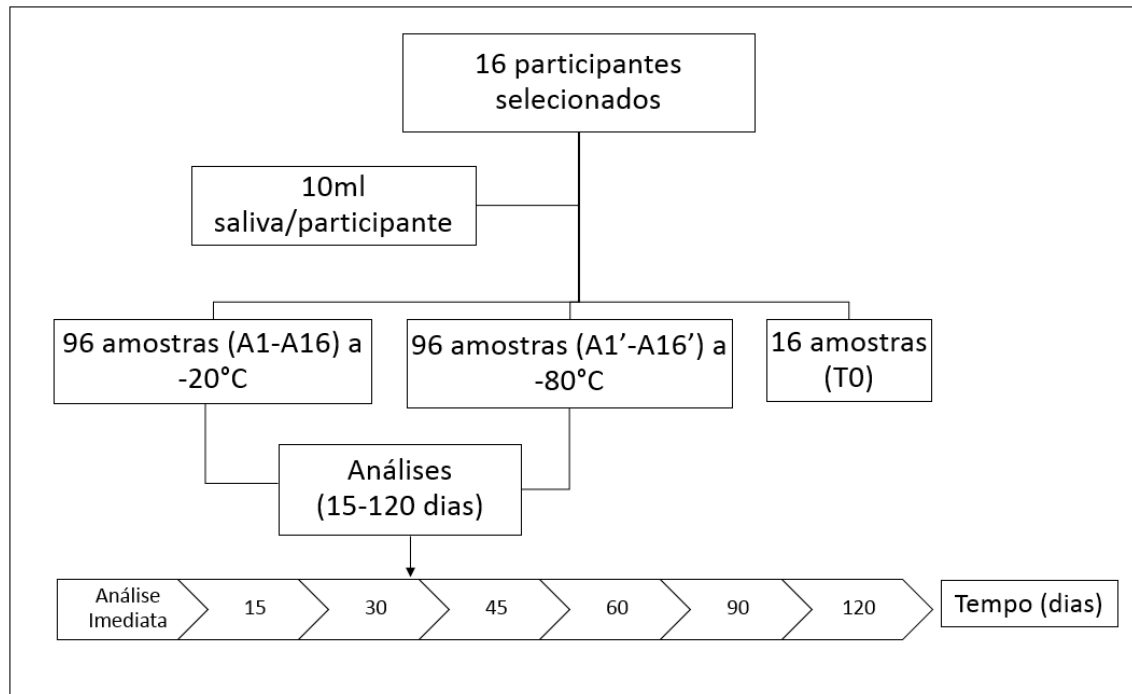 16 participantes
selecionados
10ml
saliva/participante
96 amostras (A1-A16) a
-20°C
96 amostras (A1’-A16’) a
-80°C
16 amostras
(T0)
Análises
(15-120 dias)
Análise
Imediata
15
30
45
60
90
120
Tempo (dias)